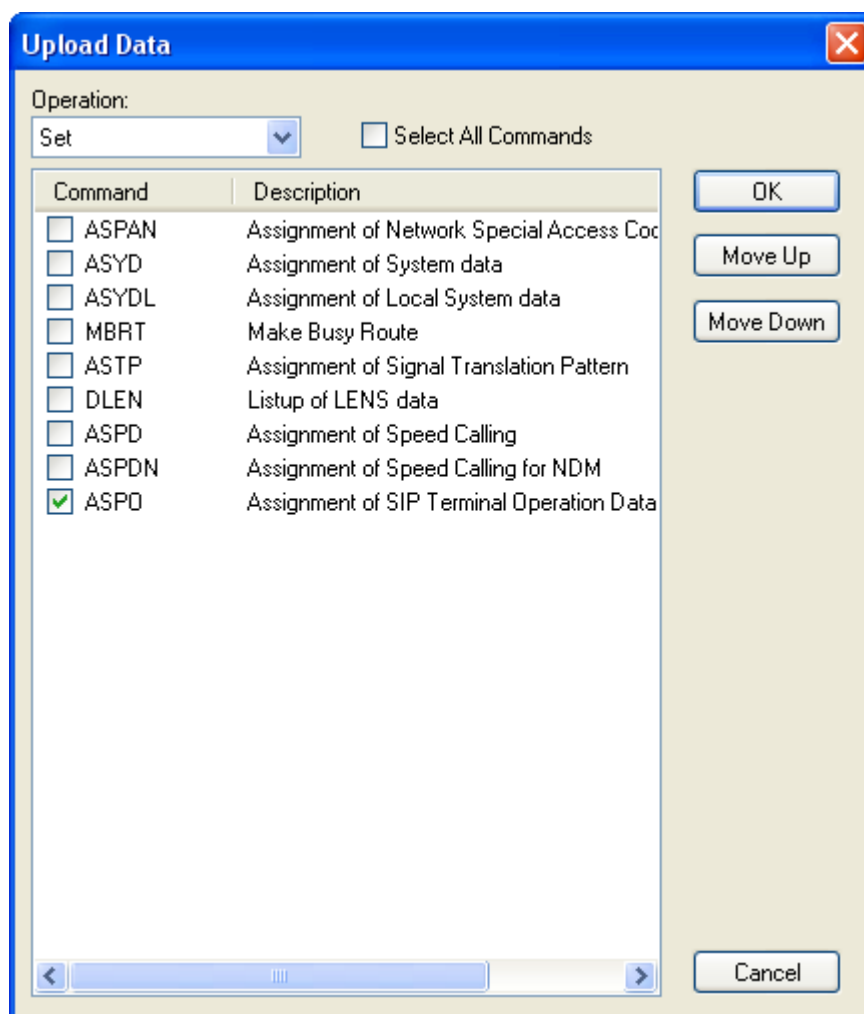 Upload Data
Operation:
Set
Select All Commands
Command Description
ASPAN Assignment of Network Special Access Coc
ASYD Assignment of System data
ASYDL Assignment of Local System data
MBRT Make Busy Route
ASTP Assignment of Signal Translation Pattern
DLEN Listup of LENS data
ASPD Assignment of Speed Calling
ASPDN Assignment of Speed Calling for NDM
ASPO Assignment of SIP Terminal Operation Data
OK
Move Up
Move Down
Cancel